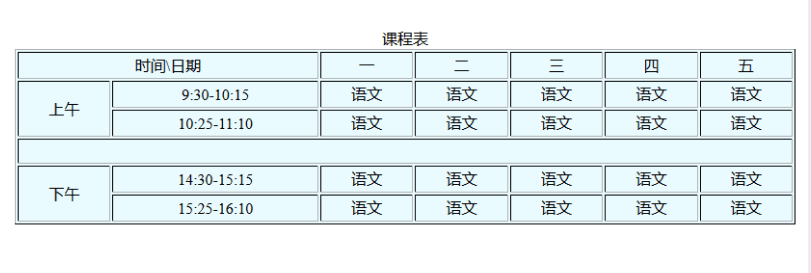 课程表
时间\日期 一 二 三 四 五
上午 9:30-10:15 语文 语文 语文 语文 语文
10:25-11:10 语文 语文 语文 语文 语文
下午 14:30-15:15 语文 语文 语文 语文 语文
15:25-16:10 语文 语文 语文 语文 语文